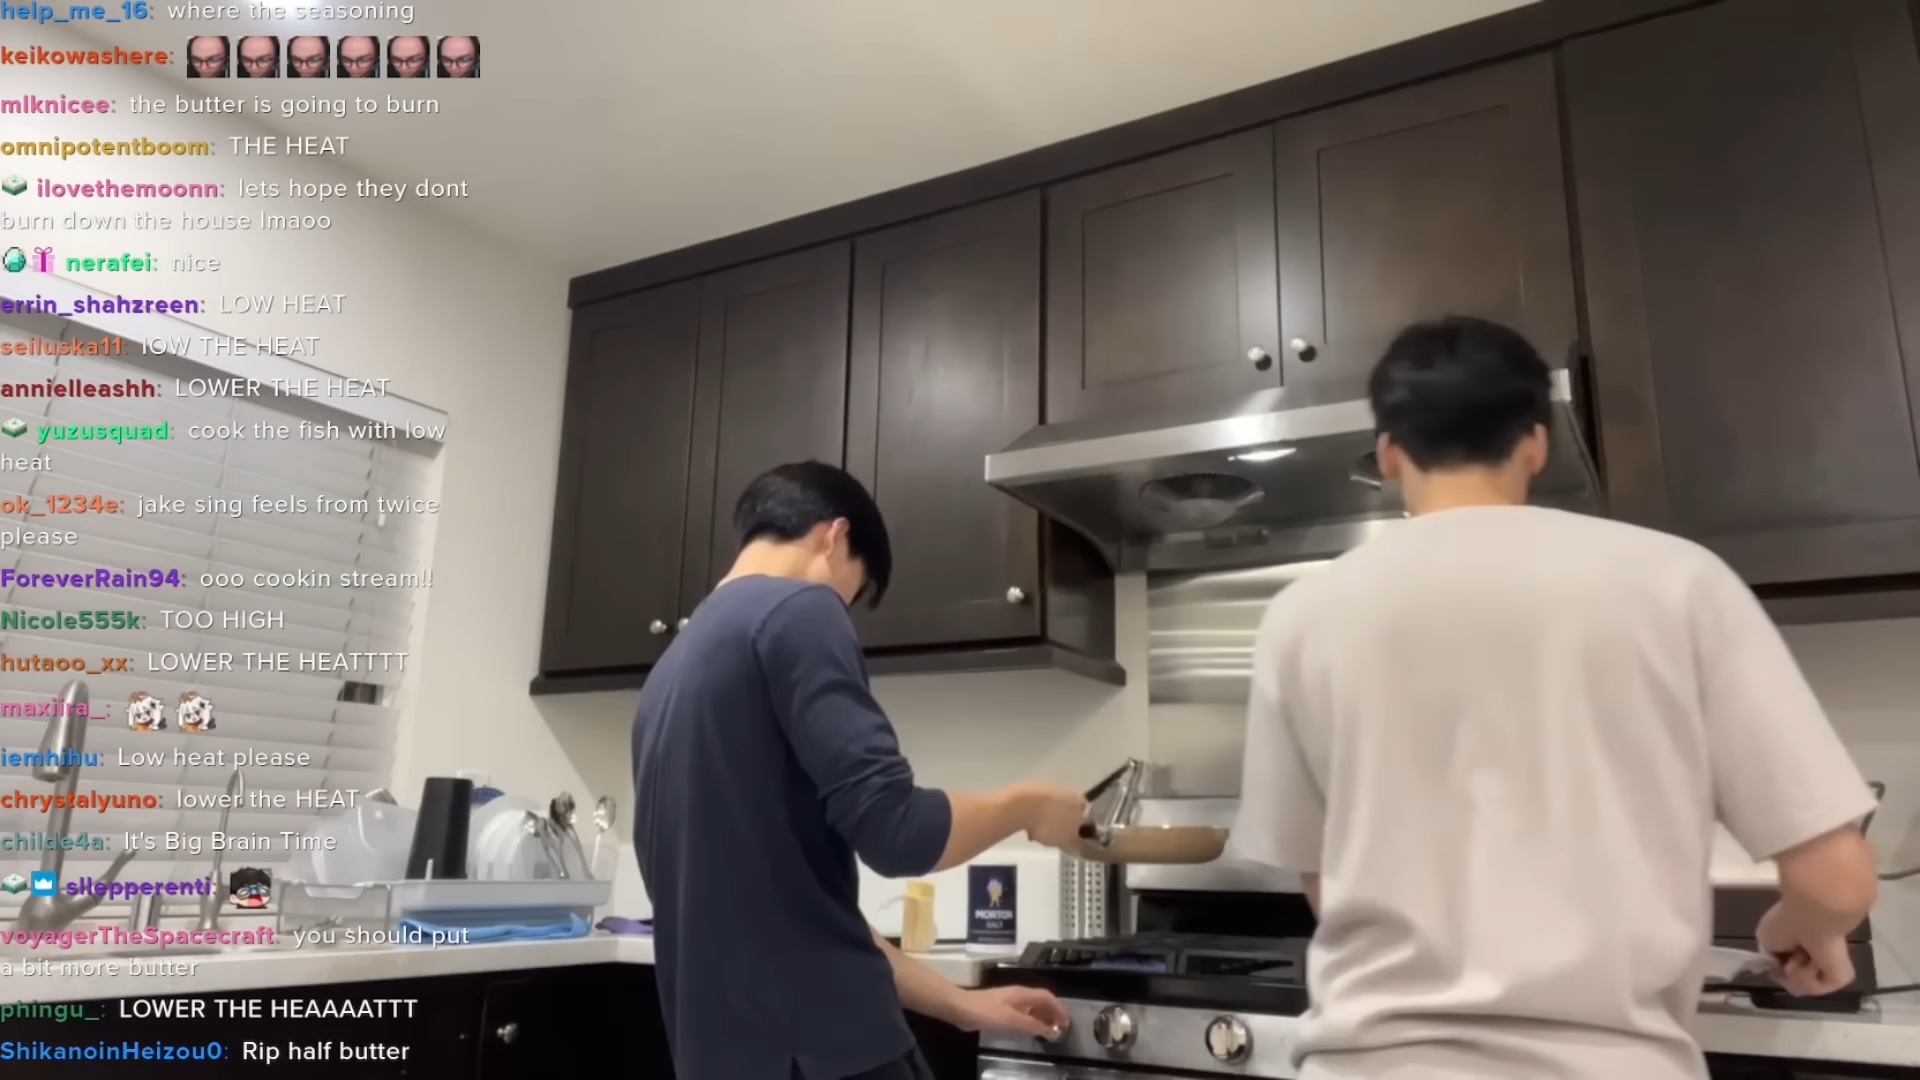 help_me_16: where the seasoning
keikowashere:
mlknicee: the butter is going to burn
omnipotentboom: THE HEAT
ilovethemoonn: lets hope they dont
burn down the house lmaoo
nerafei: nice
errin_shahzreen: LOW HEAT
seiluska11: lOW THE HEAT
annielleashh: LOWER THE HEAT
yuzusquad: cook the fish with low
heat
ok_1234e: jake sing feels from twice
please
ForeverRain94: ooo cookin stream!!
Nicole555k: TOO HIGH
hutaoo_xx: LOWER THE HEATTTT
maxiira_:
iemhihu: Low heat please
chrystalyuno: lower the HEAT
childe4a: It's Big Brain Time
sllepperenti:
voyagerTheSpacecraft: you should put
a bit more butter
phingu_: LOWER THE HEAAAATTT
ShikanoinHeizou0: Rip half butter
MORTON
SALT